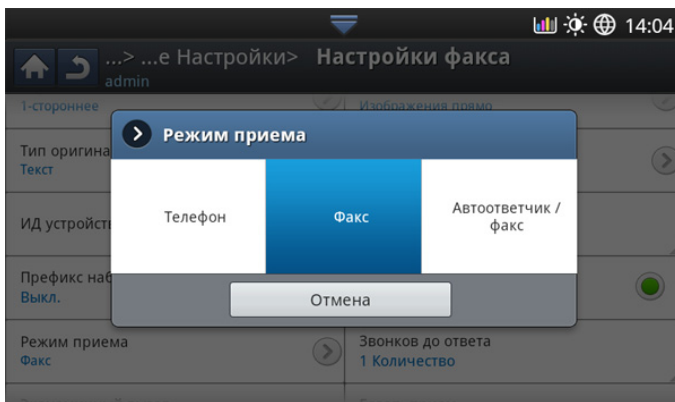 14:04
...> ...е Настройки> Настройки факса
admin
1-стороннее
Изображения прямо
Режим приема
Тип оригина
Текст
Телефон
Факс
Автоответчик /
факс
ИД устройств
Префикс наб
Выкл.
Отмена
Режим приема
Факс
Звонков до ответа
1 Количество